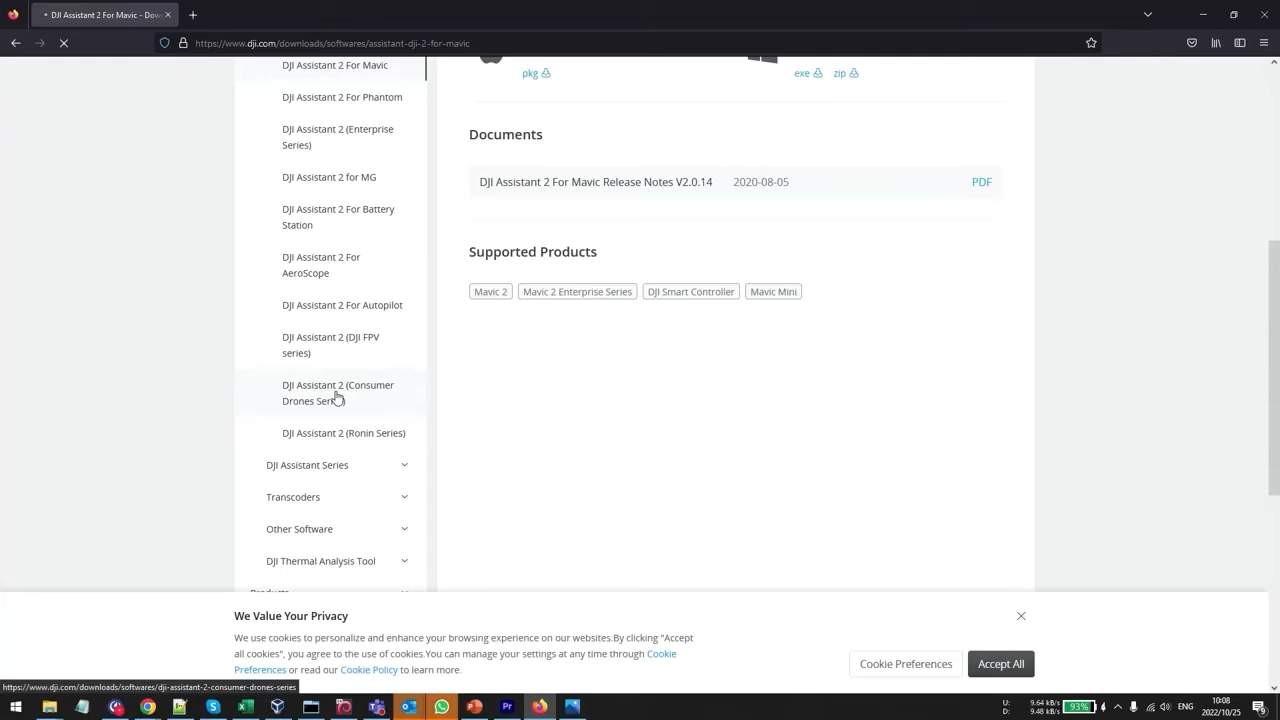 DJI Assistant 2 For Mavic - Dow
https://www.dji.com/downloads/softwares/assistant-dji-2-for-mavic
DJI Assistant 2 For Mavic
DJI Assistant 2 For Phantom
DJI Assistant 2 (Enterprise
Series)
DJI Assistant 2 for MG
DJI Assistant 2 For Battery
Station
DJI Assistant 2 For
AeroScope
DJI Assistant 2 For Autopilot
DJI Assistant 2 (DJI FPV
series)
DJI Assistant 2 (Consumer
Drones Series)
DJI Assistant 2 (Ronin Series)
DJI Assistant Series
Transcoders
Other Software
DJI Thermal Analysis Tool
Products
pkg
exe zip
Documents
DJI Assistant 2 For Mavic Release Notes V2.0.14 2020-08-05 PDF
Supported Products
Mavic 2 Mavic 2 Enterprise Series DJI Smart Controller Mavic Mini
We Value Your Privacy
We use cookies to personalize and enhance your browsing experience on our websites.By clicking "Accept
all cookies", you agree to the use of cookies.You can manage your settings at any time through Cookie
Preferences or read our Cookie Policy to learn more.
Cookie Preferences Accept All
https://www.dji.com/downloads/softwares/dji-assistant-2-consumer-drones-series
U: 9.64 kB/s
D: 9.48 kB/s
93%
ENG
10:08
2022/10/25